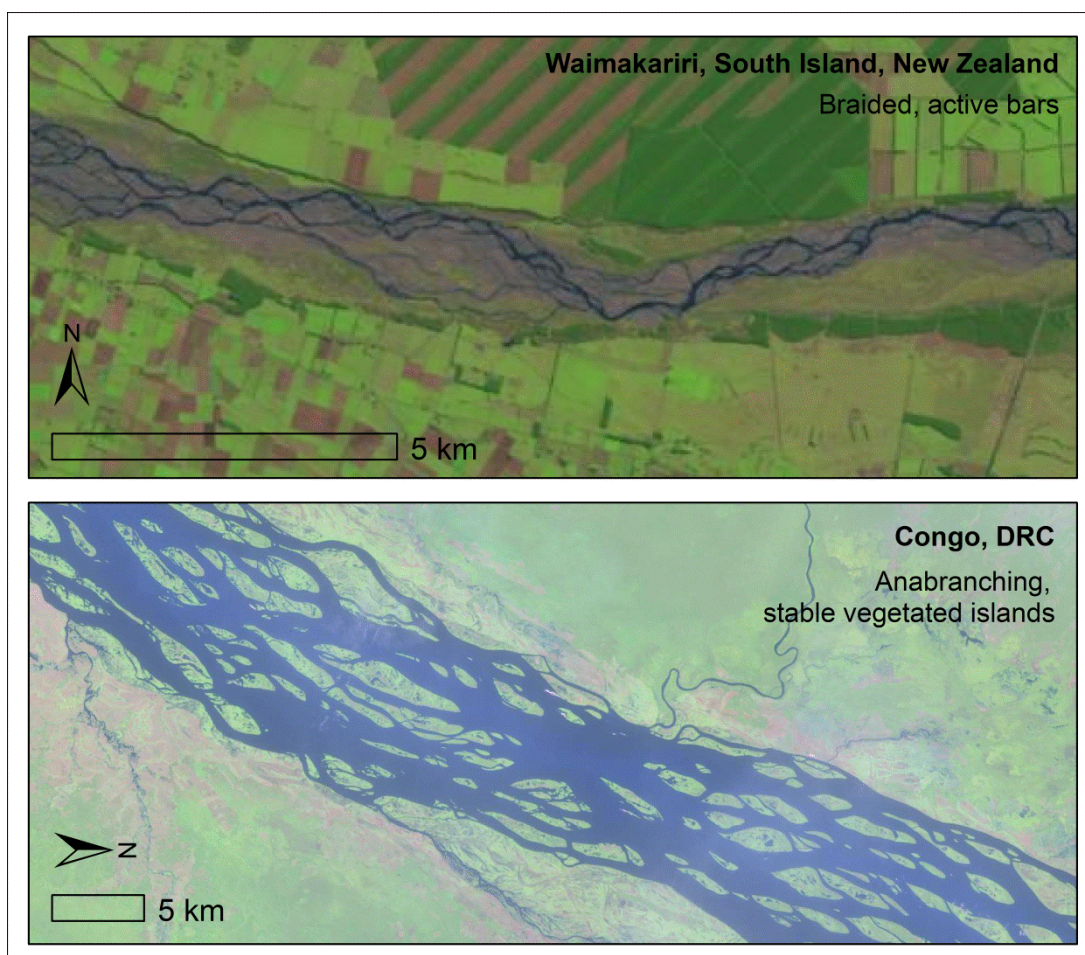 Waimakariri, South Island, New Zealand
Braided, active bars
N
5 km
Congo, DRC
Anabranching,
stable vegetated islands
N
5 km